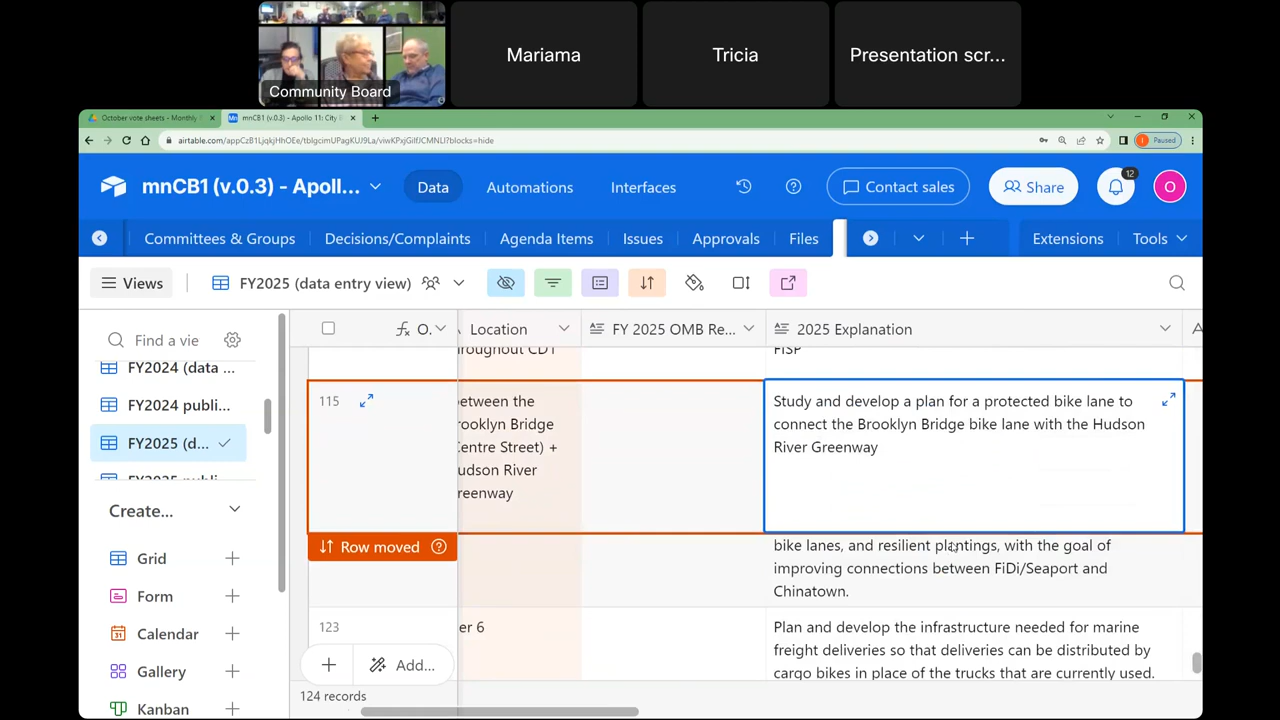 Community Board
Mariama
Tricia
Presentation scr...
October vote sheets - Monthly
mnCB1 (v.0.3) - Apollo 11: City B
airtable.com/appCzB1LjqkjHhOEe/tblgcimUPagKUJ9La/viwKPxjGilfJCMNLI?blocks=hide
Paused
mnCB1 (v.0.3) - Apoll...
Data
Automations
Interfaces
Contact sales
Share
12
O
Committees & Groups
Decisions/Complaints
Agenda Items
Issues
Approvals
Files
Extensions
Tools
Views
FY2025 (data entry view)
Find a vie
FY2024 (data ...
FY2024 publi...
FY2025 (d...
Create...
Grid
Form
Calendar
Gallery
Kanban
O.
Location
FY 2025 OMB Re...
2025 Explanation
hroughout CD1
FISP
115
etween the
rooklyn Bridge
Centre Street) +
udson River
reenway
Study and develop a plan for a protected bike lane to
connect the Brooklyn Bridge bike lane with the Hudson
River Greenway
Row moved
bike lanes, and resilient plantings, with the goal of
improving connections between FiDi/Seaport and
Chinatown.
123
er 6
Plan and develop the infrastructure needed for marine
freight deliveries so that deliveries can be distributed by
cargo bikes in place of the trucks that are currently used.
Add...
124 records